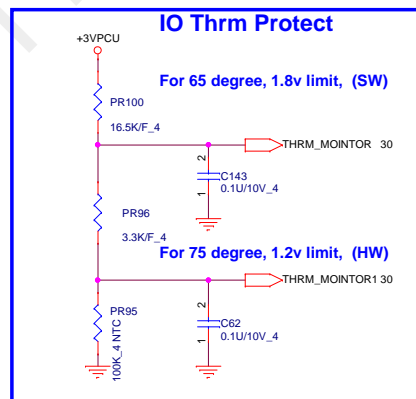 IO Thrm Protect
+3VPCU
For 65 degree, 1.8v limit, (SW)
PR100
16.5K/F_4
THRM_MOINTOR 30
2
C143
1
0.1U/10V_4
PR96
3.3K/F_4
For 75 degree, 1.2v limit, (HW)
THRM_MOINTOR1 30
PR95
100K_4 NTC
2
C62
1
0.1U/10V_4